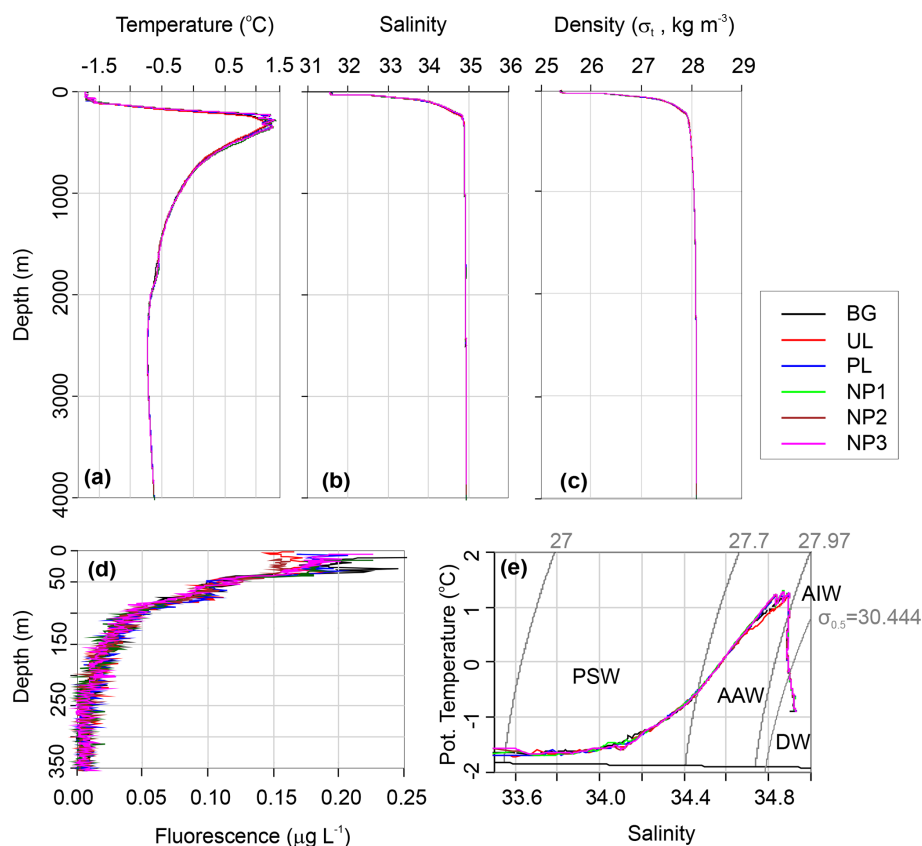 Temperature (°C)
Salinity
Density (σt , kg m-3)
-1.5 -0.5 0.5 1.5
31 32 33 34 35 36
25 26 27 28 29
0
1000
2000
3000
4000
Depth (m)
(a)
(b)
(c)
BG
UL
PL
NP1
NP2
NP3
(d)
0
50
150
250
350
Depth (m)
0.00 0.05 0.10 0.15 0.20 0.25
Fluorescence (µg L-1)
(e)
27
27.7
27.97
AIW
σ0.5=30.444
PSW
AAW
DW
2
1
0
-1
-2
Pot. Temperature (°C)
33.6 34.0 34.4 34.8
Salinity